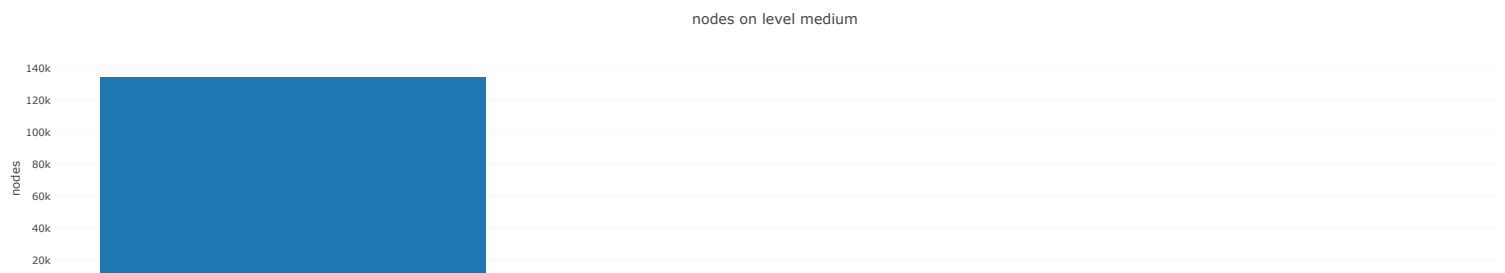 nodes on level medium
140k
120k
100k
80k
nodes
60k
40k
20k